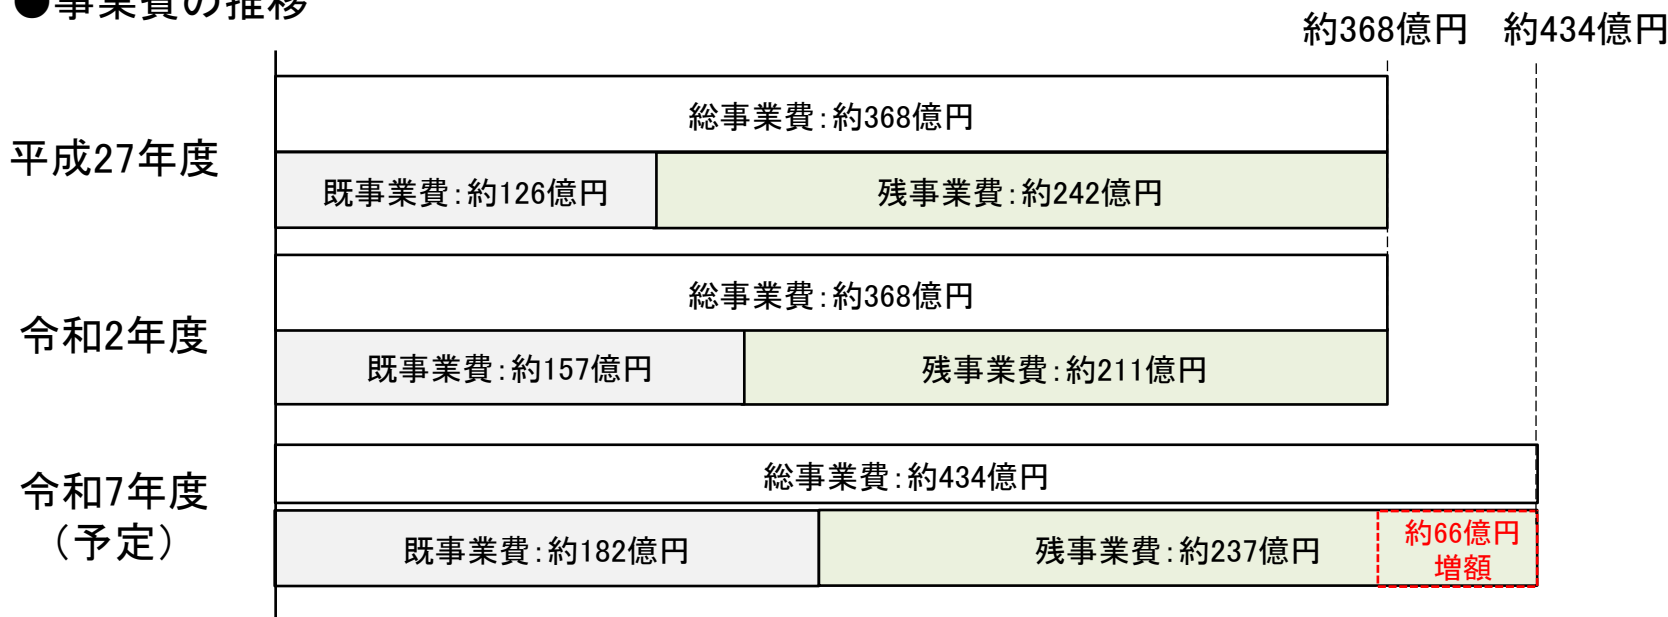 ●事業費の推移
約368億円 約434億円
平成27年度
総事業費：約368億円
既事業費：約126億円 残事業費：約242億円
令和2年度
総事業費：約368億円
既事業費：約157億円 残事業費：約211億円
令和7年度
（予定）
総事業費：約434億円
既事業費：約182億円 残事業費：約237億円
約66億円
増額